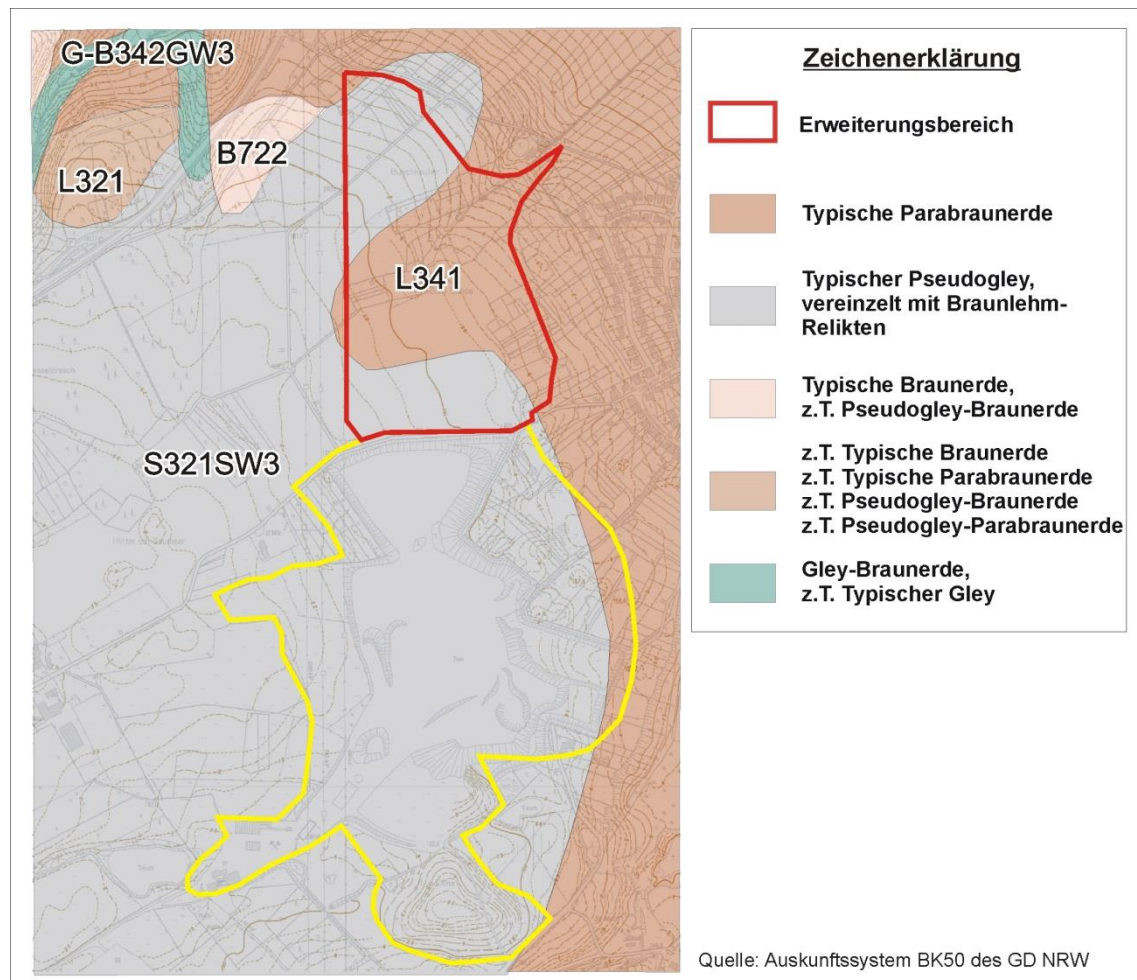 G-B342GW3
B722
L321
L341
S321SW3
Zeichenerklärung
Erweiterungsbereich
Typische Parabraunerde
Typischer Pseudogley,
vereinzelt mit Braunlehm-
Relikten
Typische Braunerde,
z.T. Pseudogley-Braunerde
z.T. Typische Braunerde
z.T. Typische Parabraunerde
z.T. Pseudogley-Braunerde
z.T. Pseudogley-Parabraunerde
Gley-Braunerde,
z.T. Typischer Gley
Quelle: Auskunftssystem BK50 des GD NRW